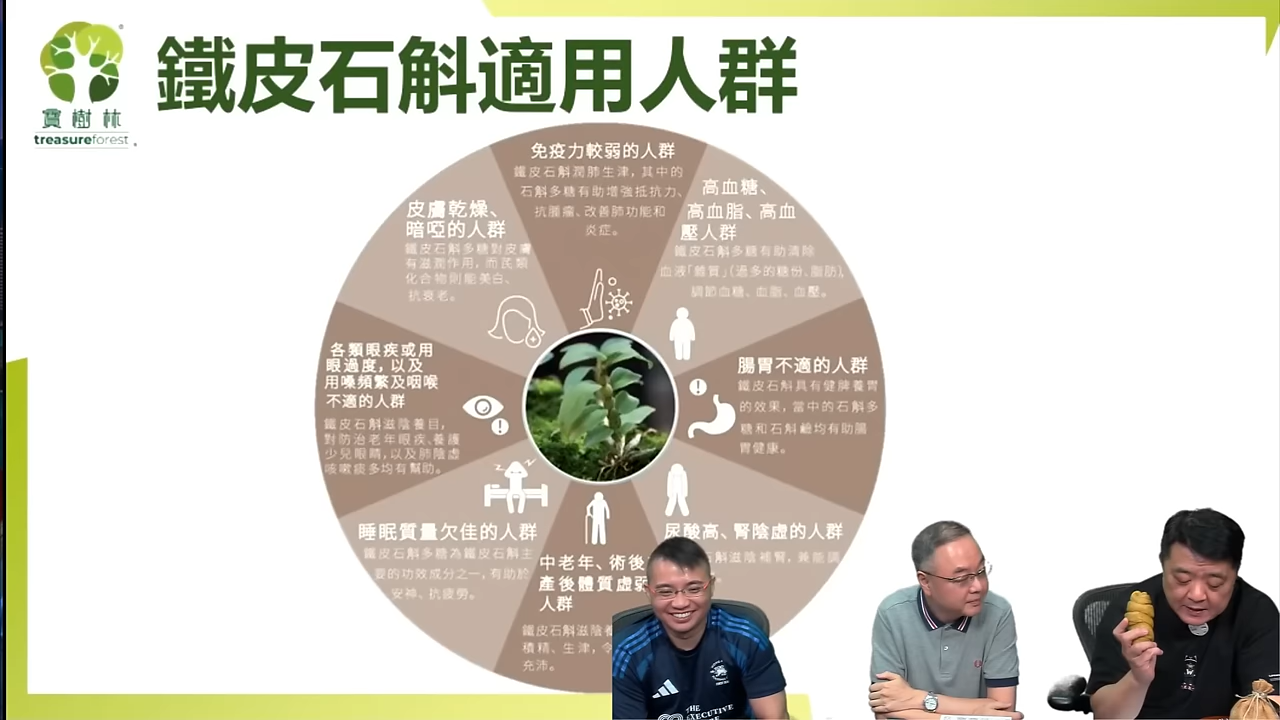 寶樹林
treasureforest
鐵皮石斛適用人群
免疫力較弱的人群
鐵皮石斛潤肺生津，其中的
石斛多糖有助增強抵抗力、
抗腫瘤、改善肺功能和
炎症。
高血糖、
高血脂、高血
壓人群
鐵皮石斛多糖有助清除
血液「雜質」(過多的糖份、脂肪),
調節血糖、血脂、血壓。
腸胃不適的人群
鐵皮石斛具有健脾養胃
的效果，當中的石斛多
糖和石斛鹼均有助腸
胃健康。
尿酸高、腎陰虛的人群
石斛滋陰補腎，兼能調
中老年、術後
產後體質虛弱
人群
鐵皮石斛滋陰養
積精、生津，令
充沛。
睡眠質量欠佳的人群
鐵皮石斛多糖為鐵皮石斛主
要的功效成分之一，有助於
安神、抗疲勞。
各類眼疾或用
眼過度，以及
用嗓頻繁及咽喉
不適的人群
鐵皮石斛滋陰養目，
對防治老年眼疾、養護
少兒眼睛，以及肺陰虛
咳嗽痰多均有幫助。
皮膚乾燥、
暗啞的人群
鐵皮石斛多糖對皮膚
有滋潤作用，而芪類
化合物則能美白、
抗衰老。
THE
EXECUTIVE